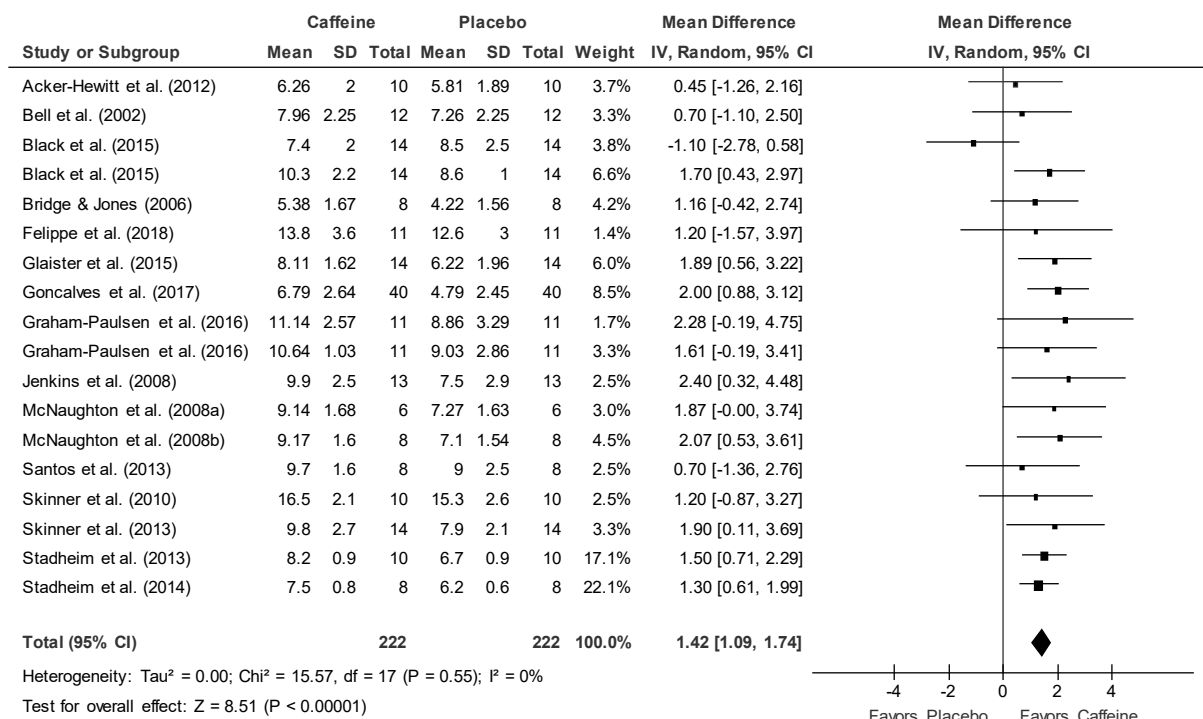 Caffeine Placebo Mean Difference Mean Difference
Study or Subgroup Mean SD Total Mean SD Total Weight IV, Random, 95% CI IV, Random, 95% CI
Acker-Hewitt et al. (2012) 6.26 2 10 5.81 1.89 10 3.7% 0.45 [-1.26, 2.16]
Bell et al. (2002) 7.96 2.25 12 7.26 2.25 12 3.3% 0.70 [-1.10, 2.50]
Black et al. (2015) 7.4 2 14 8.5 2.5 14 3.8% -1.10 [-2.78, 0.58]
Black et al. (2015) 10.3 2.2 14 8.6 1 14 6.6% 1.70 [0.43, 2.97]
Bridge & Jones (2006) 5.38 1.67 8 4.22 1.56 8 4.2% 1.16 [-0.42, 2.74]
Felippe et al. (2018) 13.8 3.6 11 12.6 3 11 1.4% 1.20 [-1.57, 3.97]
Glaister et al. (2015) 8.11 1.62 14 6.22 1.96 14 6.0% 1.89 [0.56, 3.22]
Goncalves et al. (2017) 6.79 2.64 40 4.79 2.45 40 8.5% 2.00 [0.88, 3.12]
Graham-Paulsen et al. (2016) 11.14 2.57 11 8.86 3.29 11 1.7% 2.28 [-0.19, 4.75]
Graham-Paulsen et al. (2016) 10.64 1.03 11 9.03 2.86 11 3.3% 1.61 [-0.19, 3.41]
Jenkins et al. (2008) 9.9 2.5 13 7.5 2.9 13 2.5% 2.40 [0.32, 4.48]
McNaughton et al. (2008a) 9.14 1.68 6 7.27 1.63 6 3.0% 1.87 [-0.00, 3.74]
McNaughton et al. (2008b) 9.17 1.6 8 7.1 1.54 8 4.5% 2.07 [0.53, 3.61]
Santos et al. (2013) 9.7 1.6 8 9 2.5 8 2.5% 0.70 [-1.36, 2.76]
Skinner et al. (2010) 16.5 2.1 10 15.3 2.6 10 2.5% 1.20 [-0.87, 3.27]
Skinner et al. (2013) 9.8 2.7 14 7.9 2.1 14 3.3% 1.90 [0.11, 3.69]
Stadheim et al. (2013) 8.2 0.9 10 6.7 0.9 10 17.1% 1.50 [0.71, 2.29]
Stadheim et al. (2014) 7.5 0.8 8 6.2 0.6 8 22.1% 1.30 [0.61, 1.99]
Total (95% CI) 222 222 100.0% 1.42 [1.09, 1.74]
Heterogeneity: Tau² = 0.00; Chi² = 15.57, df = 17 (P = 0.55); I² = 0%
Test for overall effect: Z = 8.51 (P < 0.00001)
-4 -2 0 2 4
Favors Placebo Favors Caffeine